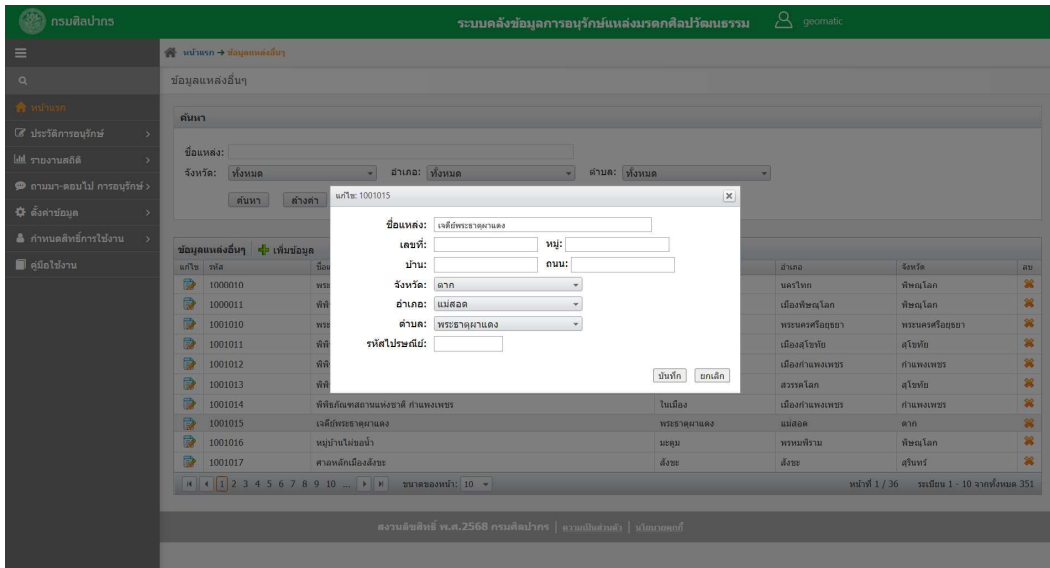 กรมศิลปากร
ระบบคลังข้อมูลการอนุรักษ์แหล่งมรดกศิลปวัฒนธรรม
geomatic
หน้าแรก → ข้อมูลแหล่งอื่นๆ
ข้อมูลแหล่งอื่นๆ
หน้าแรก
ประวัติการอนุรักษ์
รายงานสถิติ
ถามมา-ตอบไป การอนุรักษ์
ตั้งค่าข้อมูล
กำหนดสิทธิ์การใช้งาน
คู่มือใช้งาน
ค้นหา
ชื่อแหล่ง:
จังหวัด: ทั้งหมด อำเภอ: ทั้งหมด ตำบล: ทั้งหมด
ค้นหา ล้างค่า
แก้ไข: 1001015
ชื่อแหล่ง: เจดีย์พระธาตุผาแดง
เลขที่: หมู่:
บ้าน: ถนน:
จังหวัด: ตาก
อำเภอ: แม่สอด
ตำบล: พระธาตุผาแดง
รหัสไปรษณีย์:
บันทึก ยกเลิก
ข้อมูลแหล่งอื่นๆ เพิ่มข้อมูล
แก้ไข รหัส อำเภอ จังหวัด ลบ
1000010 นครไทย พิษณุโลก
1000011 เมืองพิษณุโลก พิษณุโลก
1001010 พระนครศรีอยุธยา พระนครศรีอยุธยา
1001011 เมืองสุโขทัย สุโขทัย
1001012 เมืองกำแพงเพชร กำแพงเพชร
1001013 สวรรคโลก สุโขทัย
1001014 พิพิธภัณฑสถานแห่งชาติ กำแพงเพชร ในเมือง เมืองกำแพงเพชร กำแพงเพชร
1001015 เจดีย์พระธาตุผาแดง พระธาตุผาแดง แม่สอด ตาก
1001016 หมู่บ้านไผ่ขอน้ำ มะตูม พรหมพิราม พิษณุโลก
1001017 ศาลหลักเมืองสังขะ สังขะ สังขะ สุรินทร์
1 2 3 4 5 6 7 8 9 10 ... ขนาดของหน้า: 10 หน้าที่ 1 / 36 ระเบียน 1 - 10 จากทั้งหมด 351
สงวนลิขสิทธิ์ พ.ศ.2568 กรมศิลปากร | ความเป็นส่วนตัว | นโยบายคุกกี้